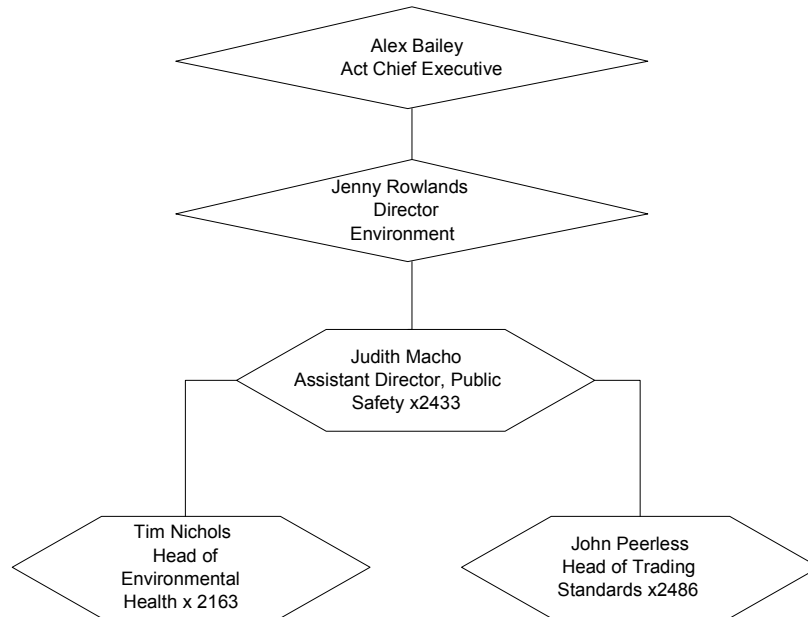 Alex Bailey
Act Chief Executive
Jenny Rowlands
Director
Environment
Judith Macho
Assistant Director, Public
Safety x2433
Tim Nichols
Head of
Environmental
Health x 2163
John Peerless
Head of Trading
Standards x2486